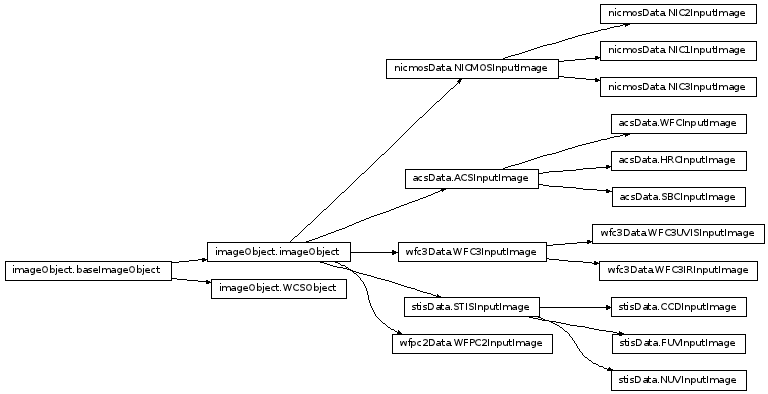 nicmosData.NIC2InputImage
nicmosData.NIC1InputImage
nicmosData.NICMOSInputImage
nicmosData.NIC3InputImage
acsData.WFCInputImage
acsData.HRCInputImage
acsData.ACSInputImage
acsData.SBCInputImage
wfc3Data.WFC3UVISInputImage
imageObject.imageObject
wfc3Data.WFC3InputImage
imageObject.baseImageObject
wfc3Data.WFC3IRInputImage
imageObject.WCSObject
stisData.STISInputImage
stisData.CCDInputImage
wfpc2Data.WFPC2InputImage
stisData.FUVInputImage
stisData.NUVInputImage